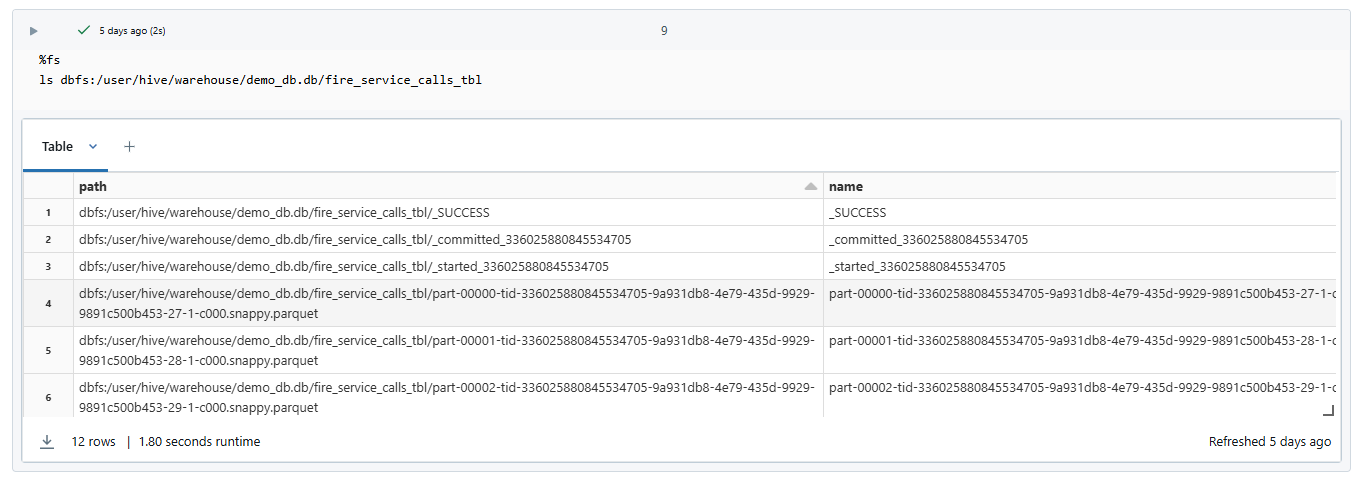 5 days ago (2s)
9
%fs
ls dbfs:/user/hive/warehouse/demo_db.db/fire_service_calls_tbl
Table
path name
1 dbfs:/user/hive/warehouse/demo_db.db/fire_service_calls_tbl/_SUCCESS _SUCCESS
2 dbfs:/user/hive/warehouse/demo_db.db/fire_service_calls_tbl/_committed_336025880845534705 _committed_336025880845534705
3 dbfs:/user/hive/warehouse/demo_db.db/fire_service_calls_tbl/_started_336025880845534705 _started_336025880845534705
4 dbfs:/user/hive/warehouse/demo_db.db/fire_service_calls_tbl/part-00000-tid-336025880845534705-9a931db8-4e79-435d-9929- part-00000-tid-336025880845534705-9a931db8-4e79-435d-9929-9891c500b453-27-1-c
9891c500b453-27-1-c000.snappy.parquet
5 dbfs:/user/hive/warehouse/demo_db.db/fire_service_calls_tbl/part-00001-tid-336025880845534705-9a931db8-4e79-435d-9929- part-00001-tid-336025880845534705-9a931db8-4e79-435d-9929-9891c500b453-28-1-c
9891c500b453-28-1-c000.snappy.parquet
6 dbfs:/user/hive/warehouse/demo_db.db/fire_service_calls_tbl/part-00002-tid-336025880845534705-9a931db8-4e79-435d-9929- part-00002-tid-336025880845534705-9a931db8-4e79-435d-9929-9891c500b453-29-1-c
9891c500b453-29-1-c000.snappy.parquet
12 rows | 1.80 seconds runtime
Refreshed 5 days ago